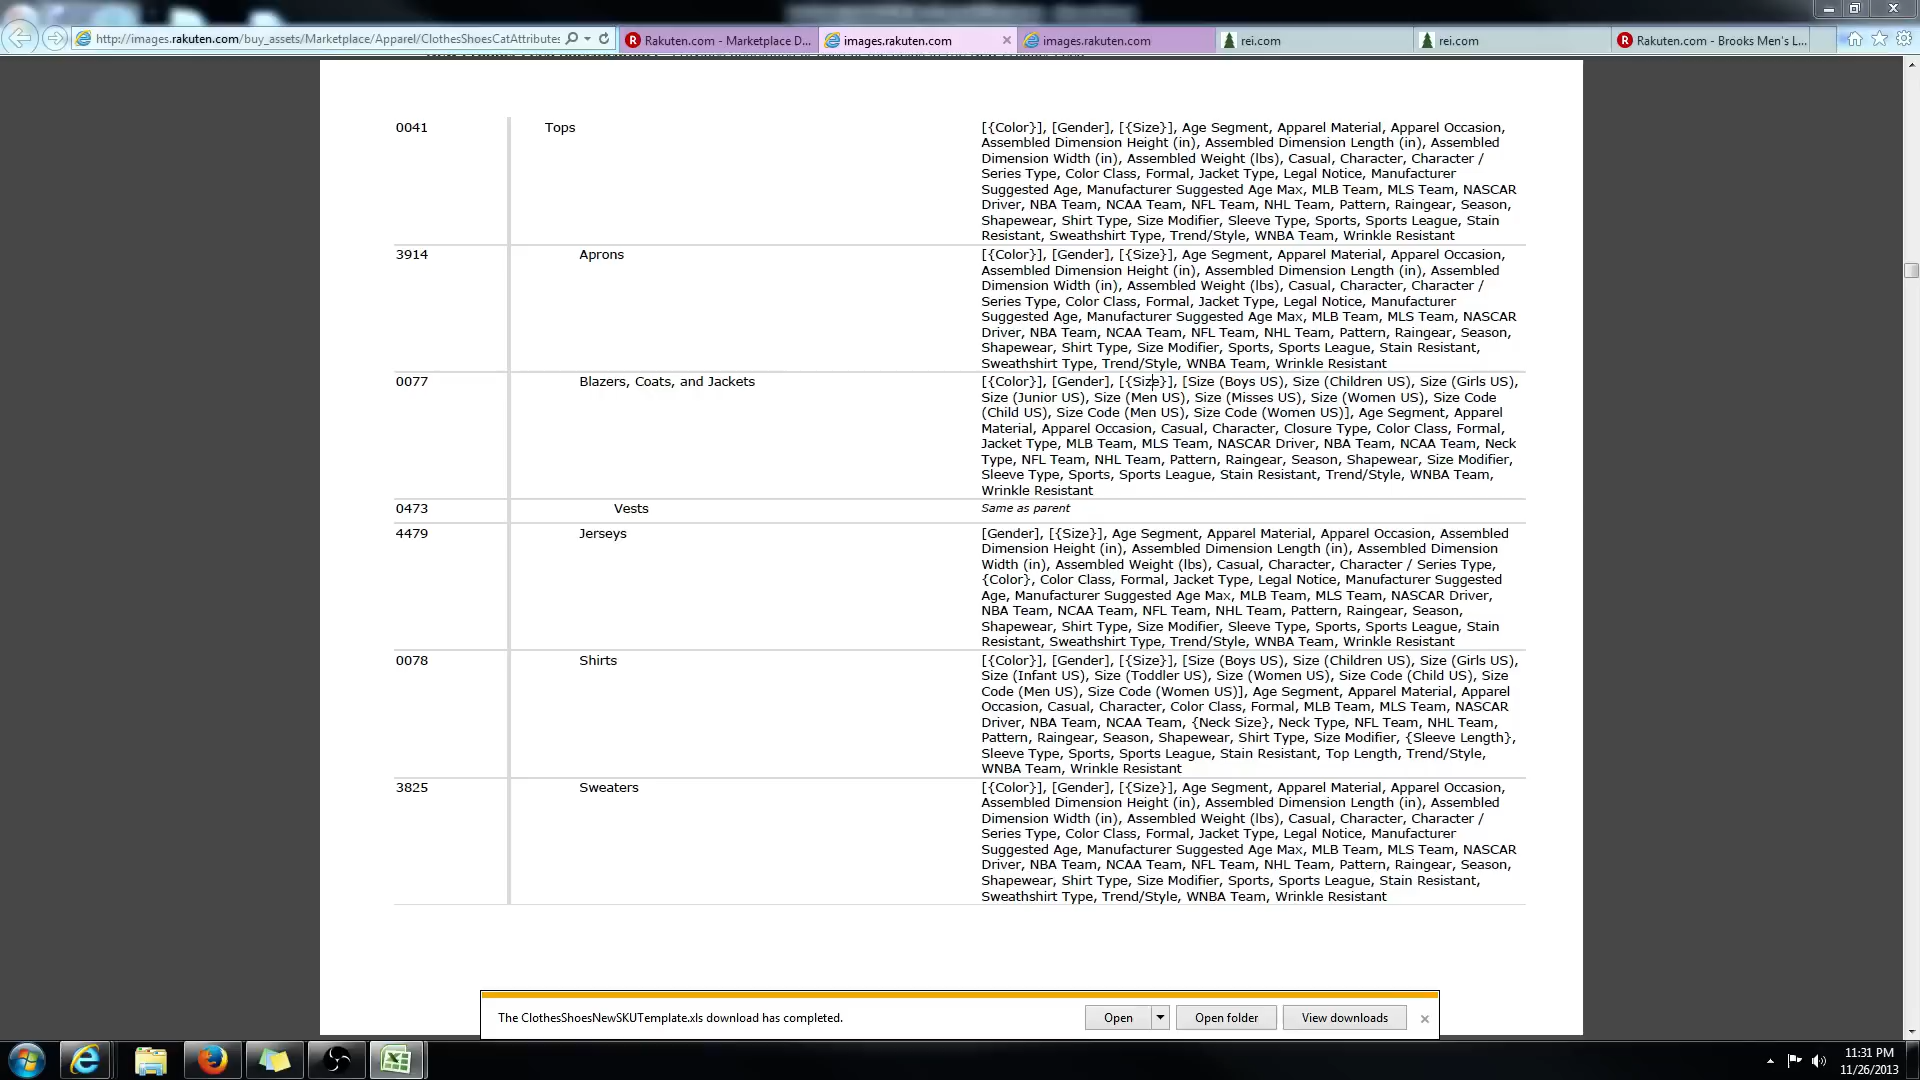 http://images.rakuten.com/buy_assets/Marketplace/Apparel/ClothesShoesCatAttributes
Rakuten.com - Marketplace D...
images.rakuten.com
images.rakuten.com
rei.com
rei.com
Rakuten.com - Brooks Men's L...
0041
Tops
[{Color}], [Gender], [{Size}], Age Segment, Apparel Material, Apparel Occasion,
Assembled Dimension Height (in), Assembled Dimension Length (in), Assembled
Dimension Width (in), Assembled Weight (lbs), Casual, Character, Character /
Series Type, Color Class, Formal, Jacket Type, Legal Notice, Manufacturer
Suggested Age, Manufacturer Suggested Age Max, MLB Team, MLS Team, NASCAR
Driver, NBA Team, NCAA Team, NFL Team, NHL Team, Pattern, Raingear, Season,
Shapewear, Shirt Type, Size Modifier, Sleeve Type, Sports, Sports League, Stain
Resistant, Sweathshirt Type, Trend/Style, WNBA Team, Wrinkle Resistant
3914
Aprons
[{Color}], [Gender], [{Size}], Age Segment, Apparel Material, Apparel Occasion,
Assembled Dimension Height (in), Assembled Dimension Length (in), Assembled
Dimension Width (in), Assembled Weight (lbs), Casual, Character, Character /
Series Type, Color Class, Formal, Jacket Type, Legal Notice, Manufacturer
Suggested Age, Manufacturer Suggested Age Max, MLB Team, MLS Team, NASCAR
Driver, NBA Team, NCAA Team, NFL Team, NHL Team, Pattern, Raingear, Season,
Shapewear, Shirt Type, Size Modifier, Sports, Sports League, Stain Resistant,
Sweathshirt Type, Trend/Style, WNBA Team, Wrinkle Resistant
0077
Blazers, Coats, and Jackets
[{Color}], [Gender], [{Size}], [Size (Boys US), Size (Children US), Size (Girls US),
Size (Junior US), Size (Men US), Size (Misses US), Size (Women US), Size Code
(Child US), Size Code (Men US), Size Code (Women US)], Age Segment, Apparel
Material, Apparel Occasion, Casual, Character, Closure Type, Color Class, Formal,
Jacket Type, MLB Team, MLS Team, NASCAR Driver, NBA Team, NCAA Team, Neck
Type, NFL Team, NHL Team, Pattern, Raingear, Season, Shapewear, Size Modifier,
Sleeve Type, Sports, Sports League, Stain Resistant, Trend/Style, WNBA Team,
Wrinkle Resistant
0473
Vests
Same as parent
4479
Jerseys
[Gender], [{Size}], Age Segment, Apparel Material, Apparel Occasion, Assembled
Dimension Height (in), Assembled Dimension Length (in), Assembled Dimension
Width (in), Assembled Weight (lbs), Casual, Character, Character / Series Type,
{Color}, Color Class, Formal, Jacket Type, Legal Notice, Manufacturer Suggested
Age, Manufacturer Suggested Age Max, MLB Team, MLS Team, NASCAR Driver,
NBA Team, NCAA Team, NFL Team, NHL Team, Pattern, Raingear, Season,
Shapewear, Shirt Type, Size Modifier, Sleeve Type, Sports, Sports League, Stain
Resistant, Sweathshirt Type, Trend/Style, WNBA Team, Wrinkle Resistant
0078
Shirts
[{Color}], [Gender], [{Size}], [Size (Boys US), Size (Children US), Size (Girls US),
Size (Infant US), Size (Toddler US), Size (Women US), Size Code (Child US), Size
Code (Men US), Size Code (Women US)], Age Segment, Apparel Material, Apparel
Occasion, Casual, Character, Color Class, Formal, MLB Team, MLS Team, NASCAR
Driver, NBA Team, NCAA Team, {Neck Size}, Neck Type, NFL Team, NHL Team,
Pattern, Raingear, Season, Shapewear, Shirt Type, Size Modifier, {Sleeve Length},
Sleeve Type, Sports, Sports League, Stain Resistant, Top Length, Trend/Style,
WNBA Team, Wrinkle Resistant
3825
Sweaters
[{Color}], [Gender], [{Size}], Age Segment, Apparel Material, Apparel Occasion,
Assembled Dimension Height (in), Assembled Dimension Length (in), Assembled
Dimension Width (in), Assembled Weight (lbs), Casual, Character, Character /
Series Type, Color Class, Formal, Jacket Type, Legal Notice, Manufacturer
Suggested Age, Manufacturer Suggested Age Max, MLB Team, MLS Team, NASCAR
Driver, NBA Team, NCAA Team, NFL Team, NHL Team, Pattern, Raingear, Season,
Shapewear, Shirt Type, Size Modifier, Sports, Sports League, Stain Resistant,
Sweathshirt Type, Trend/Style, WNBA Team, Wrinkle Resistant
The ClothesShoesNewSKUTemplate.xls download has completed.
Open
Open folder
View downloads
11:31 PM
11/26/2013